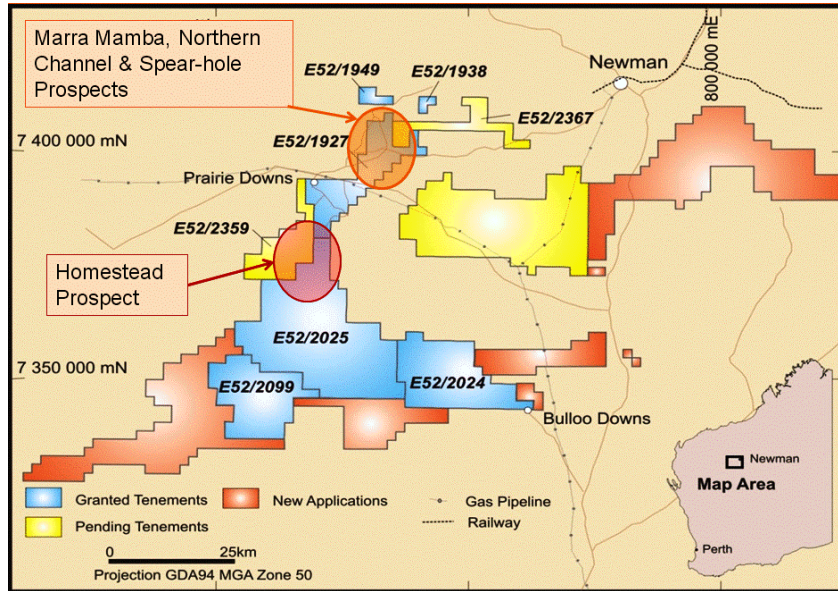 Marra Mamba, Northern
Channel & Spear-hole
Prospects
E52/1949
E52/1938
Newman
800 000 mE
E52/2367
E52/1927
7 400 000 mN
Prairie Downs
E52/2359
Homestead
Prospect
E52/2025
7 350 000 mN
E52/2099
E52/2024
Bulloo Downs
Newman
Map Area
Perth
Granted Tenements
New Applications
Gas Pipeline
Pending Tenements
Railway
0
25km
Projection GDA94 MGA Zone 50